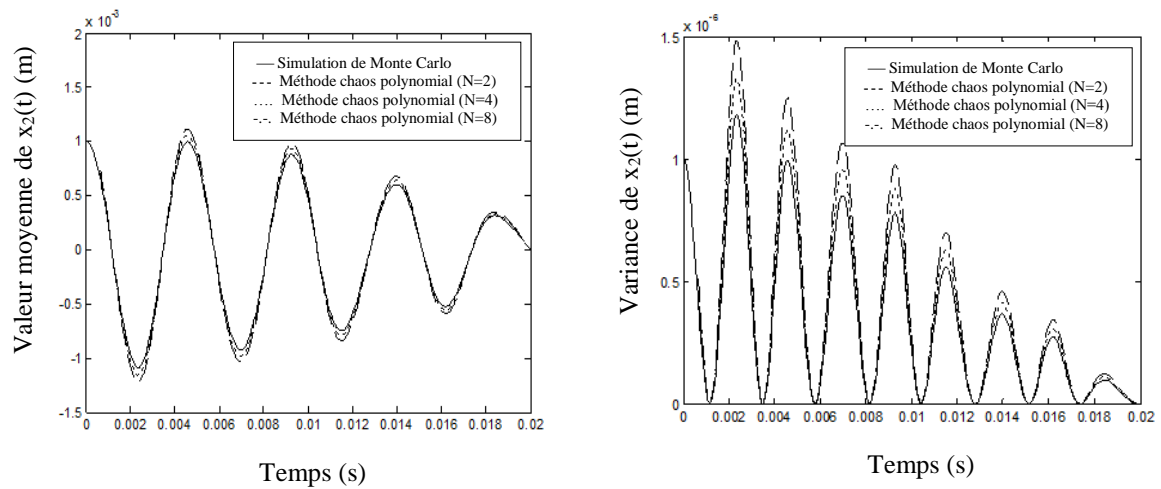 x 10-3
2
1.5
1
0.5
0
-0.5
-1
-1.5
Valeur moyenne de x2(t) (m)
Simulation de Monte Carlo
Méthode chaos polynomial (N=2)
Méthode chaos polynomial (N=4)
Méthode chaos polynomial (N=8)
0 0.002 0.004 0.006 0.008 0.01 0.012 0.014 0.016 0.018 0.02
Temps (s)
x 10-6
1.5
1
0.5
0
Variance de x2(t) (m)
Simulation de Monte Carlo
Méthode chaos polynomial (N=2)
Méthode chaos polynomial (N=4)
Méthode chaos polynomial (N=8)
0 0.002 0.004 0.006 0.008 0.01 0.012 0.014 0.016 0.018 0.02
Temps (s)